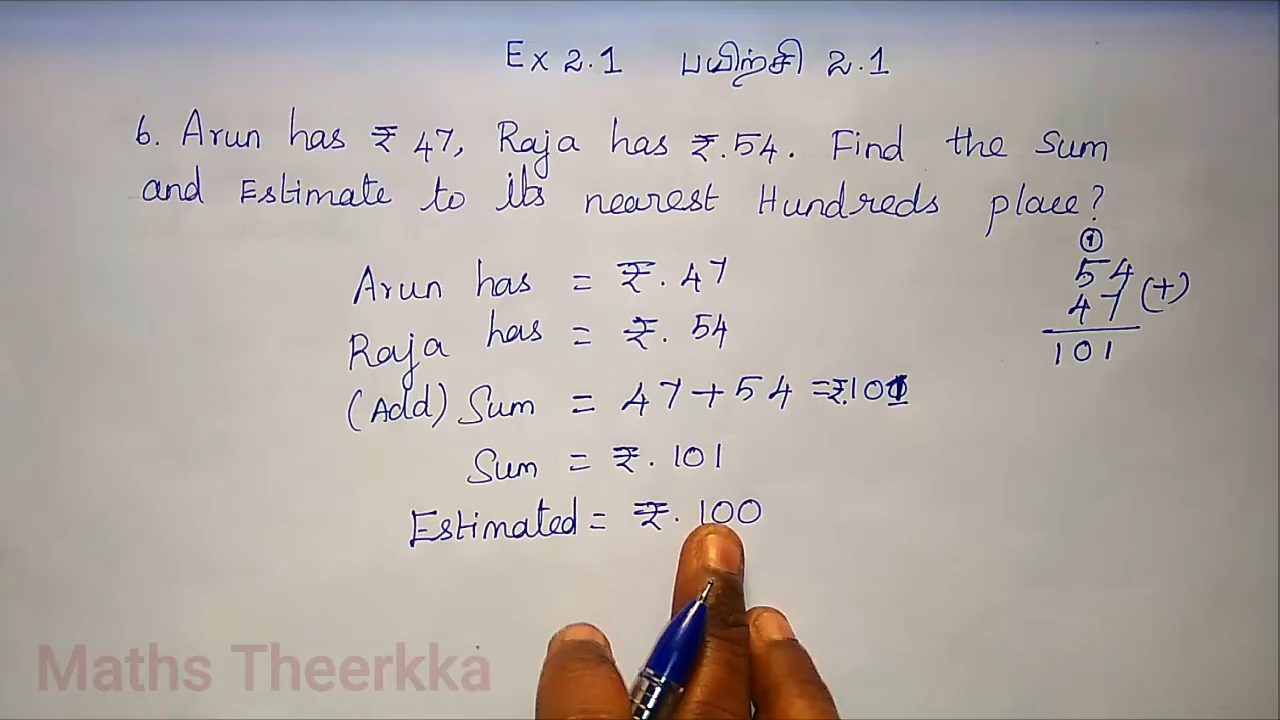 Ex 2.1 பயிற்சி 2.1
6. Arun has ₹ 47, Raja has ₹. 54. Find the Sum
and Estimate to its nearest Hundreds place?
Arun has = ₹. 47
Raja has = ₹. 54
(Add) Sum = 47 + 54 = ₹.101
Sum = ₹. 101
Estimated = ₹. 100
1
54
47 (+)
101
Maths Theerkka